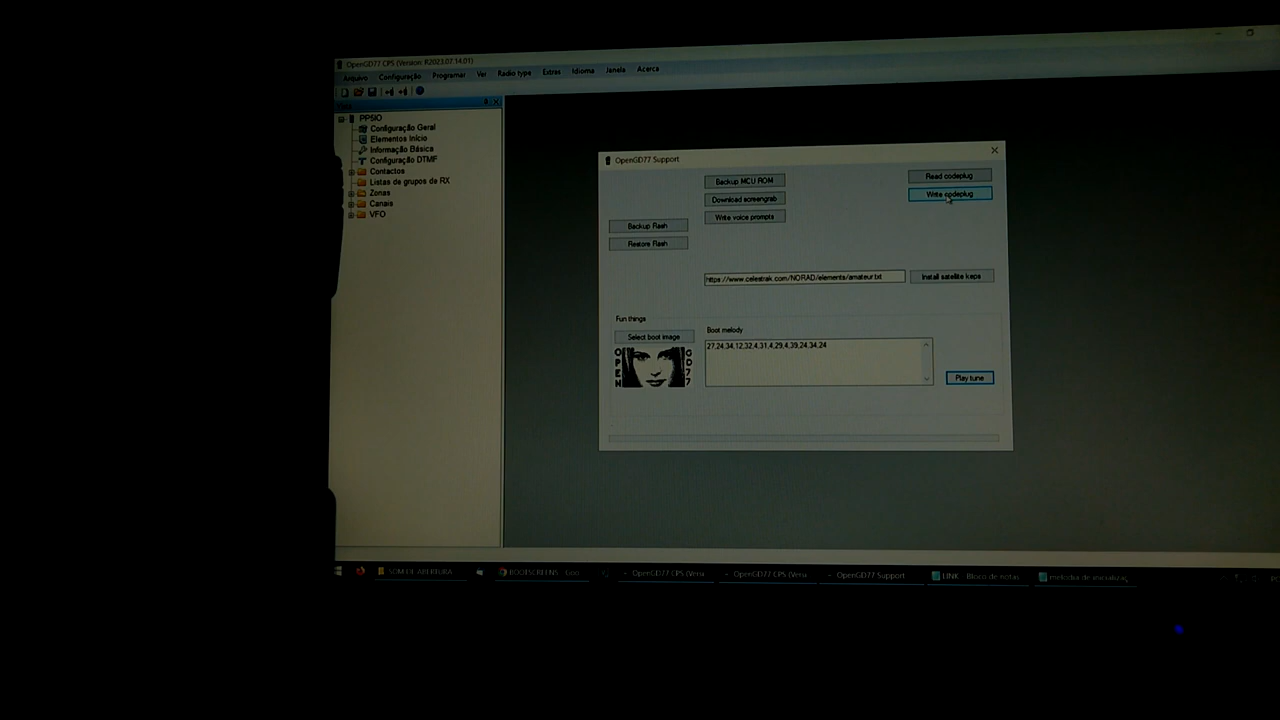 OpenGD77 CPS (Version: R2023.07.14.01)
Arquivo Configuração Programar Ver Radio type Extras Idioma Janela Acerca
PP5IO
Configuração Geral
Elementos Início
Informação Básica
Configuração DTMF
Contactos
Listas de grupos de RX
Zonas
Canais
VFO
OpenGD77 Support
Backup MCU ROM
Read codeplug
Download screengrab
Write codeplug
Write voice prompts
Backup Flash
Restore Flash
https://www.celestrak.com/NORAD/elements/amateur.txt
Install satellite keps
Fun things
Select boot image
Boot melody
OPEN
GD77
27,24,34,12,32,4,31,4,29,4,39,24,34,24
Play tune
SOM DE ABERTURA
BOOTSCREENS - Goo
OpenGD77 CPS (Versi
OpenGD77 CPS (Versi
OpenGD77 Support
LINK - Bloco de notas
melodia de inicializaç